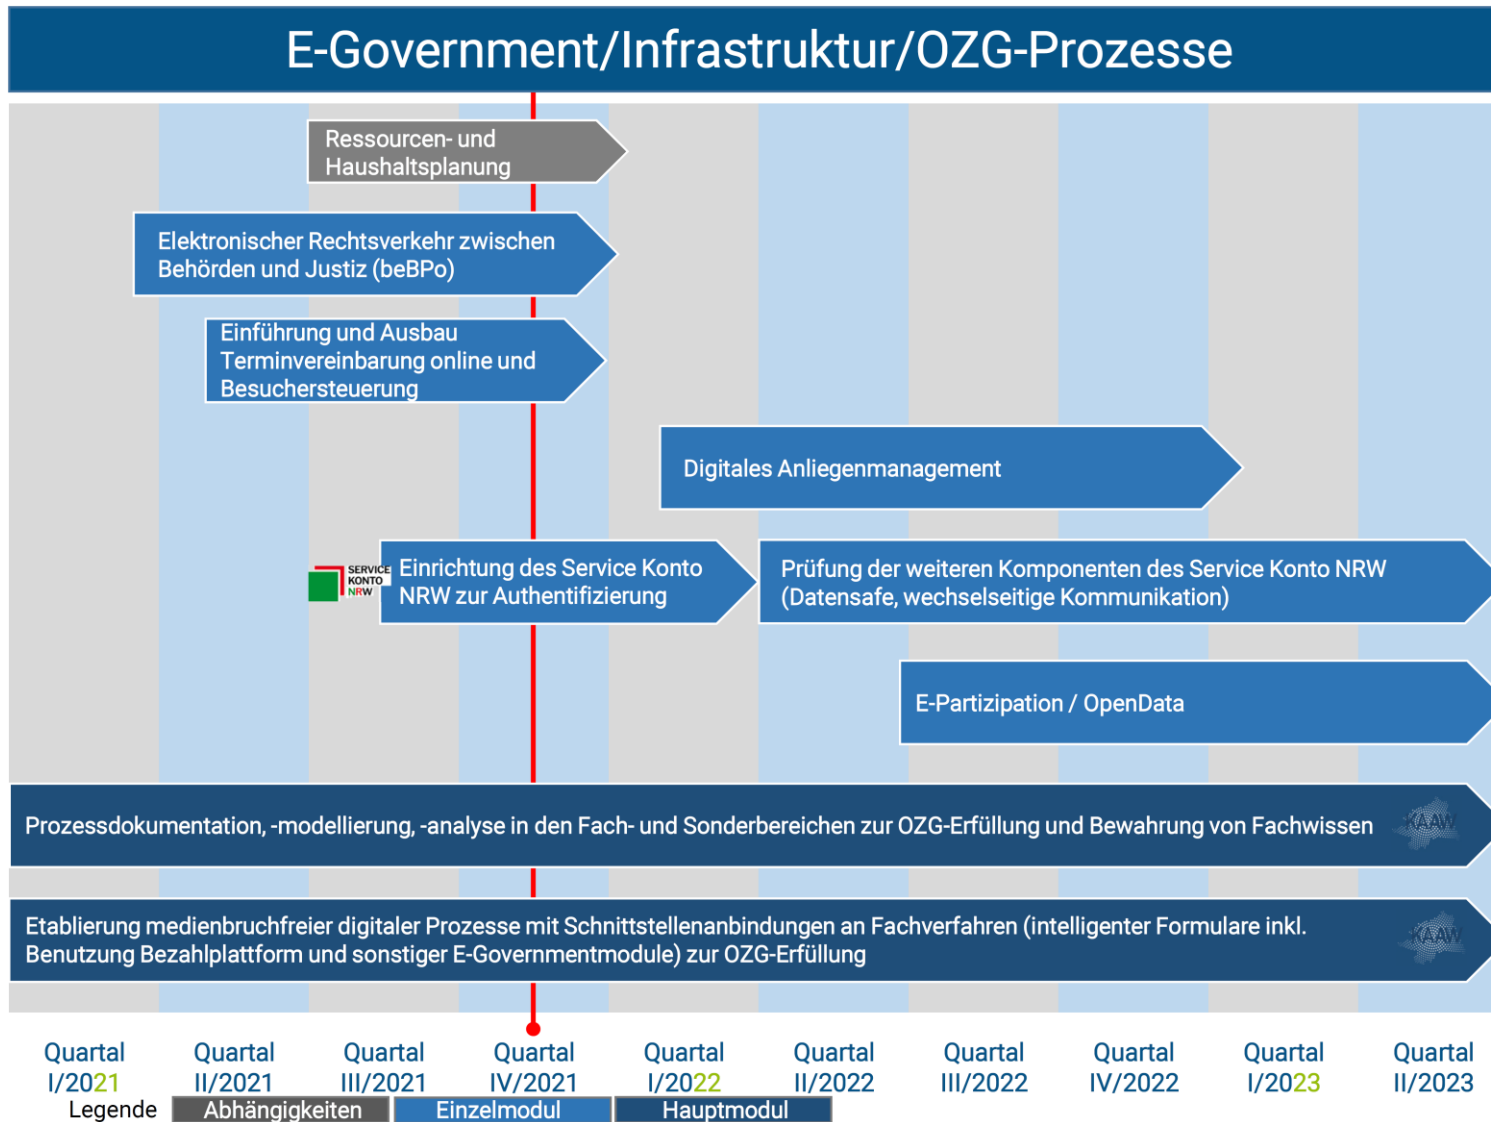 E-Government/Infrastruktur/OZG-Prozesse
Ressourcen- und
Haushaltsplanung
Elektronischer Rechtsverkehr zwischen
Behörden und Justiz (beBPo)
Einführung und Ausbau
Terminvereinbarung online und
Besuchersteuerung
Digitales Anliegenmanagement
SERVICE
KONTO
NRW
Einrichtung des Service Konto
NRW zur Authentifizierung
Prüfung der weiteren Komponenten des Service Konto NRW
(Datensafe, wechselseitige Kommunikation)
E-Partizipation / OpenData
Prozessdokumentation, -modellierung, -analyse in den Fach- und Sonderbereichen zur OZG-Erfüllung und Bewahrung von Fachwissen
KAAW
Etablierung medienbruchfreier digitaler Prozesse mit Schnittstellenanbindungen an Fachverfahren (intelligenter Formulare inkl.
Benutzung Bezahlplattform und sonstiger E-Governmentmodule) zur OZG-Erfüllung
KAAW
Quartal
I/2021
Quartal
II/2021
Quartal
III/2021
Quartal
IV/2021
Quartal
I/2022
Quartal
II/2022
Quartal
III/2022
Quartal
IV/2022
Quartal
I/2023
Quartal
II/2023
Legende
Abhängigkeiten
Einzelmodul
Hauptmodul